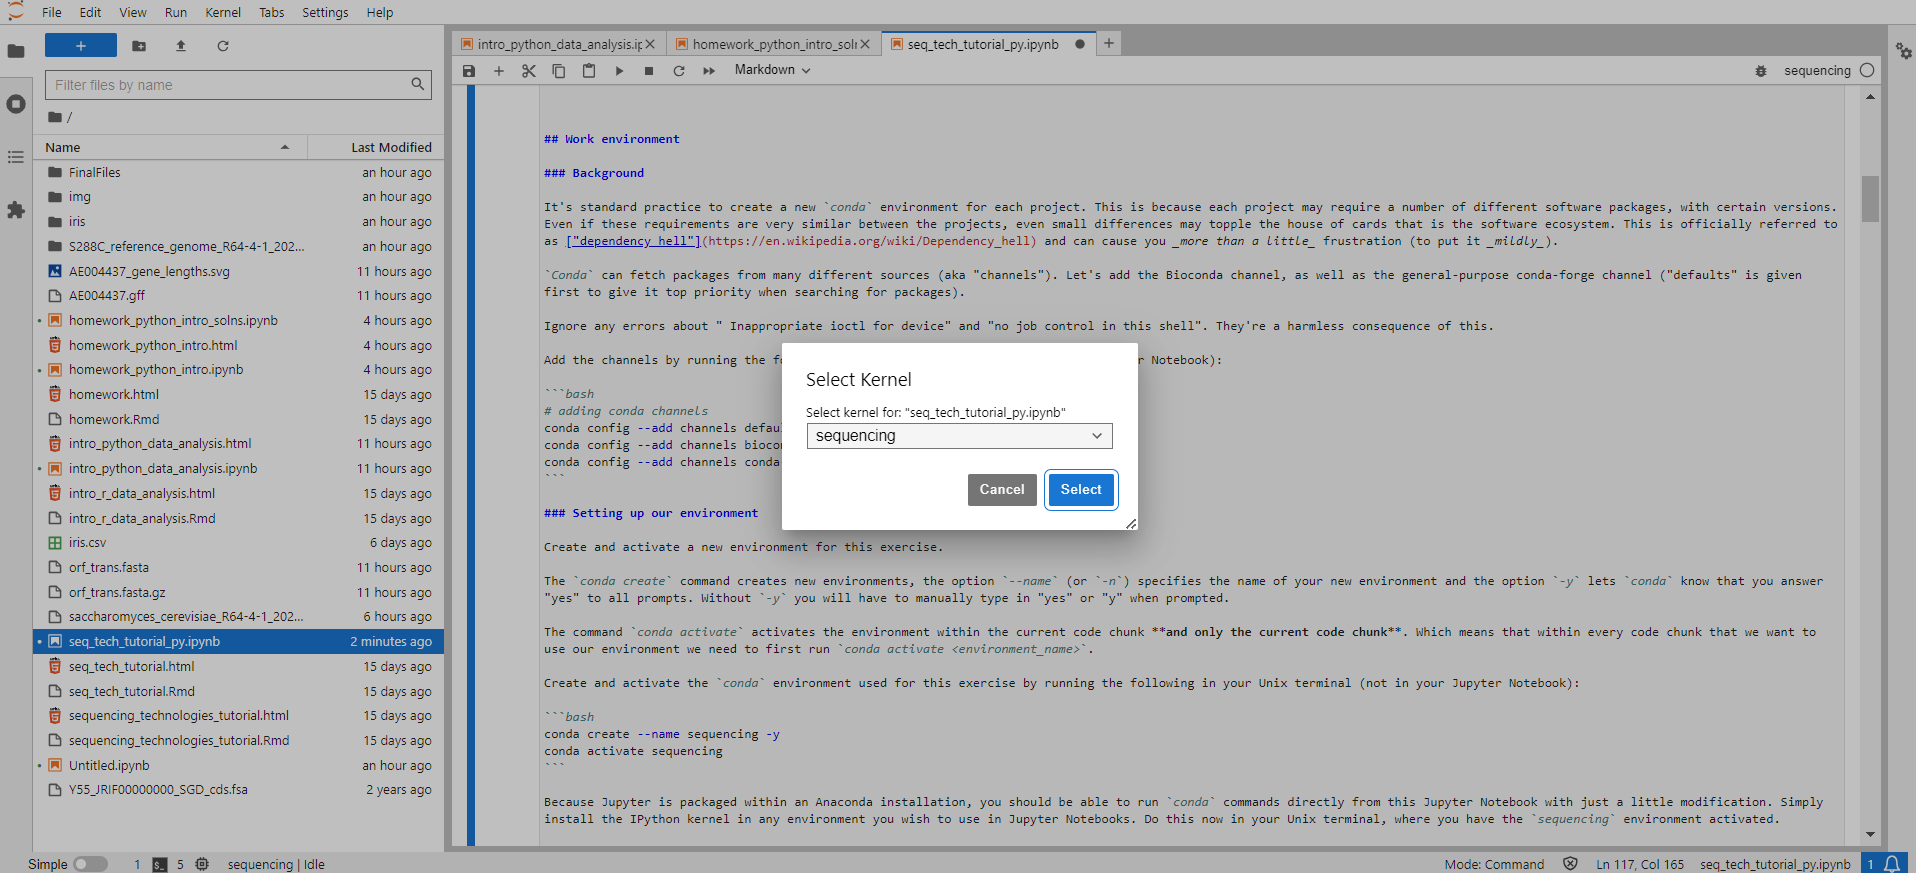 File Edit View Run Kernel Tabs Settings Help
+
Filter files by name
/
Name Last Modified
FinalFiles an hour ago
img an hour ago
iris an hour ago
S288C_reference_genome_R64-4-1_202... an hour ago
AE004437_gene_lengths.svg 11 hours ago
AE004437.gff 11 hours ago
homework_python_intro_solns.ipynb 4 hours ago
homework_python_intro.html 4 hours ago
homework_python_intro.ipynb 4 hours ago
homework.html 15 days ago
homework.Rmd 15 days ago
intro_python_data_analysis.html 11 hours ago
intro_python_data_analysis.ipynb 11 hours ago
intro_r_data_analysis.html 15 days ago
intro_r_data_analysis.Rmd 15 days ago
iris.csv 6 days ago
orf_trans.fasta 11 hours ago
orf_trans.fasta.gz 11 hours ago
saccharomyces_cerevisiae_R64-4-1_202... 6 hours ago
seq_tech_tutorial_py.ipynb 2 minutes ago
seq_tech_tutorial.html 15 days ago
seq_tech_tutorial.Rmd 15 days ago
sequencing_technologies_tutorial.html 15 days ago
sequencing_technologies_tutorial.Rmd 15 days ago
Untitled.ipynb an hour ago
Y55_JRIF00000000_SGD_cds.fsa 2 years ago
intro_python_data_analysis.ip homework_python_intro_soln seq_tech_tutorial_py.ipynb
Markdown
sequencing
## Work environment
### Background
It's standard practice to create a new `conda` environment for each project. This is because each project may require a number of different software packages, with certain versions.
Even if these requirements are very similar between the projects, even small differences may topple the house of cards that is the software ecosystem. This is officially referred to
as ["dependency hell"](https://en.wikipedia.org/wiki/Dependency_hell) and can cause you _more than a little_ frustration (to put it _mildly_).
`Conda` can fetch packages from many different sources (aka "channels"). Let's add the Bioconda channel, as well as the general-purpose conda-forge channel ("defaults" is given
first to give it top priority when searching for packages).
Ignore any errors about " Inappropriate ioctl for device" and "no job control in this shell". They're a harmless consequence of this.
Add the channels by running the fo r Notebook):
```bash
# adding conda channels
conda config --add channels defau
conda config --add channels bioco
conda config --add channels conda
```
Select Kernel
Select kernel for: "seq_tech_tutorial_py.ipynb"
sequencing
Cancel Select
### Setting up our environment
Create and activate a new environment for this exercise.
The `conda create` command creates new environments, the option `--name` (or `-n`) specifies the name of your new environment and the option `-y` lets `conda` know that you answer
"yes" to all prompts. Without `-y` you will have to manually type in "yes" or "y" when prompted.
The command `conda activate` activates the environment within the current code chunk **and only the current code chunk**. Which means that within every code chunk that we want to
use our environment we need to first run `conda activate <environment_name>`.
Create and activate the `conda` environment used for this exercise by running the following in your Unix terminal (not in your Jupyter Notebook):
```bash
conda create --name sequencing -y
conda activate sequencing
```
Because Jupyter is packaged within an Anaconda installation, you should be able to run `conda` commands directly from this Jupyter Notebook with just a little modification. Simply
install the IPython kernel in any environment you wish to use in Jupyter Notebooks. Do this now in your Unix terminal, where you have the `sequencing` environment activated.
Simple 1 $_ 5 sequencing | Idle Mode: Command Ln 117, Col 165 seq_tech_tutorial_py.ipynb 1